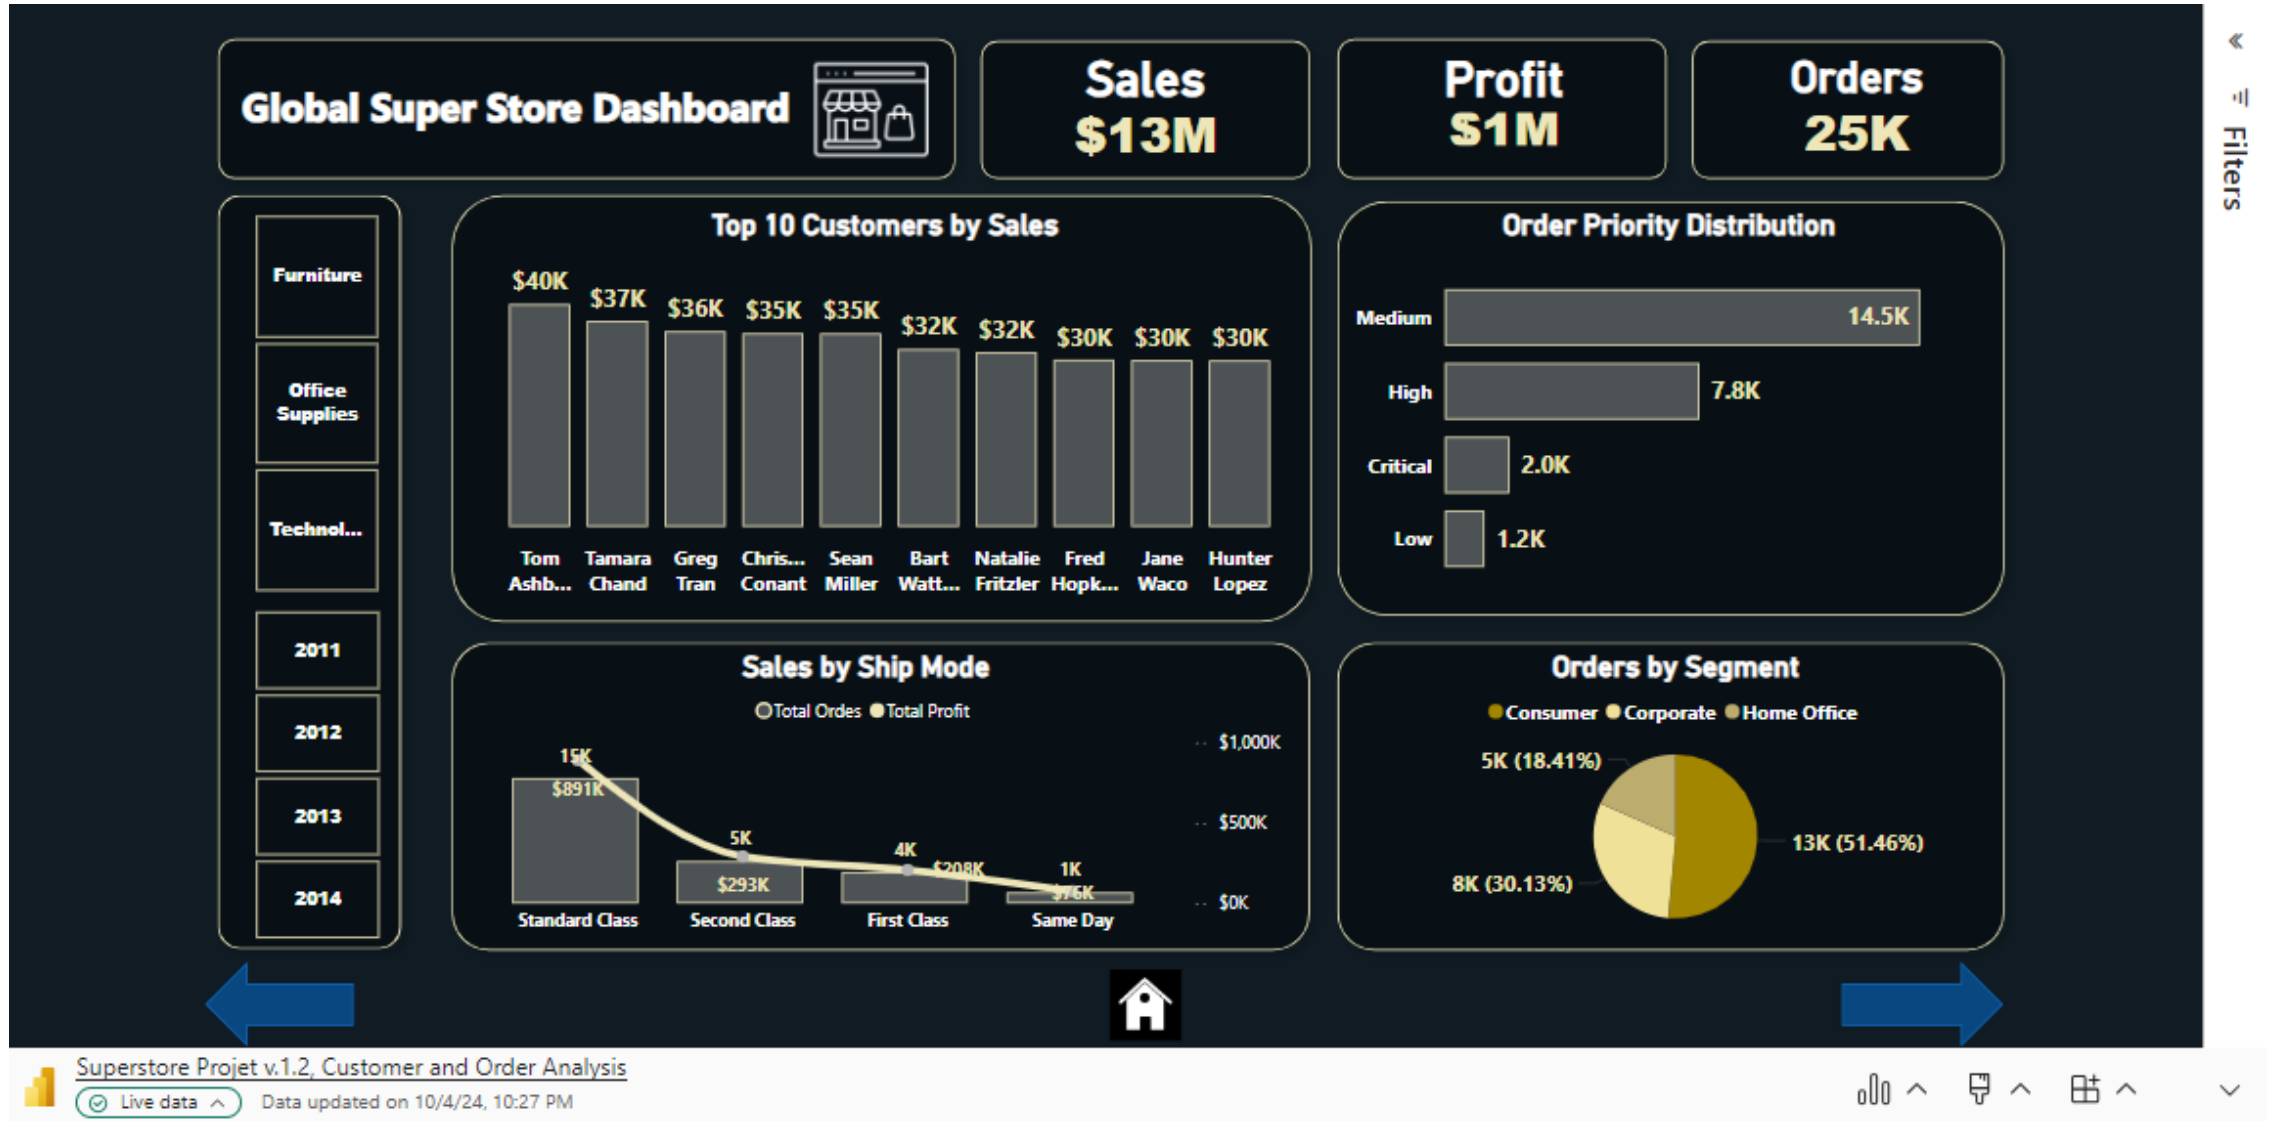 Global Super Store Dashboard
Sales
$13M
Profit
$1M
Orders
25K
«
Filters
Furniture
Office
Supplies
Technol...
2011
2012
2013
2014
Top 10 Customers by Sales
$40K $37K $36K $35K $35K $32K $32K $30K $30K $30K
Tom Tamara Greg Chris... Sean Bart Natalie Fred Jane Hunter
Ashb... Chand Tran Conant Miller Watt... Fritzler Hopk... Waco Lopez
Order Priority Distribution
Medium 14.5K
High 7.8K
Critical 2.0K
Low 1.2K
Sales by Ship Mode
Total Ordes Total Profit
15K 5K 4K 1K
$891K $293K $208K $76K
$1,000K
$500K
$0K
Standard Class Second Class First Class Same Day
Orders by Segment
Consumer Corporate Home Office
5K (18.41%)
13K (51.46%)
8K (30.13%)
Superstore Projet v.1.2, Customer and Order Analysis
Live data Data updated on 10/4/24, 10:27 PM